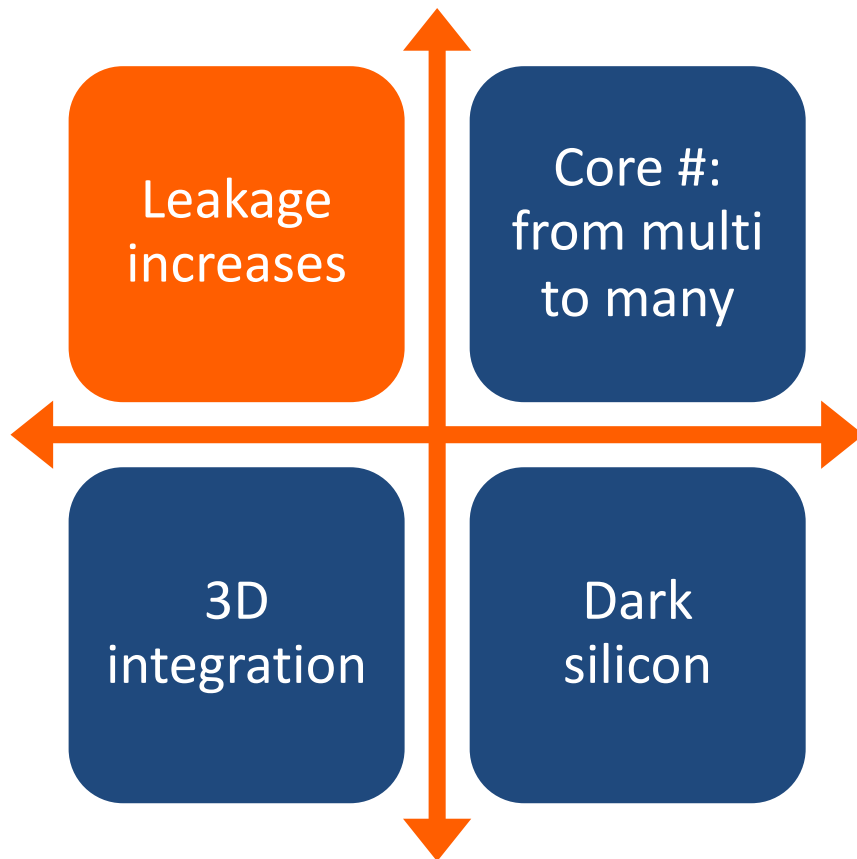 Leakage
increases
Core #:
from multi
to many
3D
integration
Dark
silicon